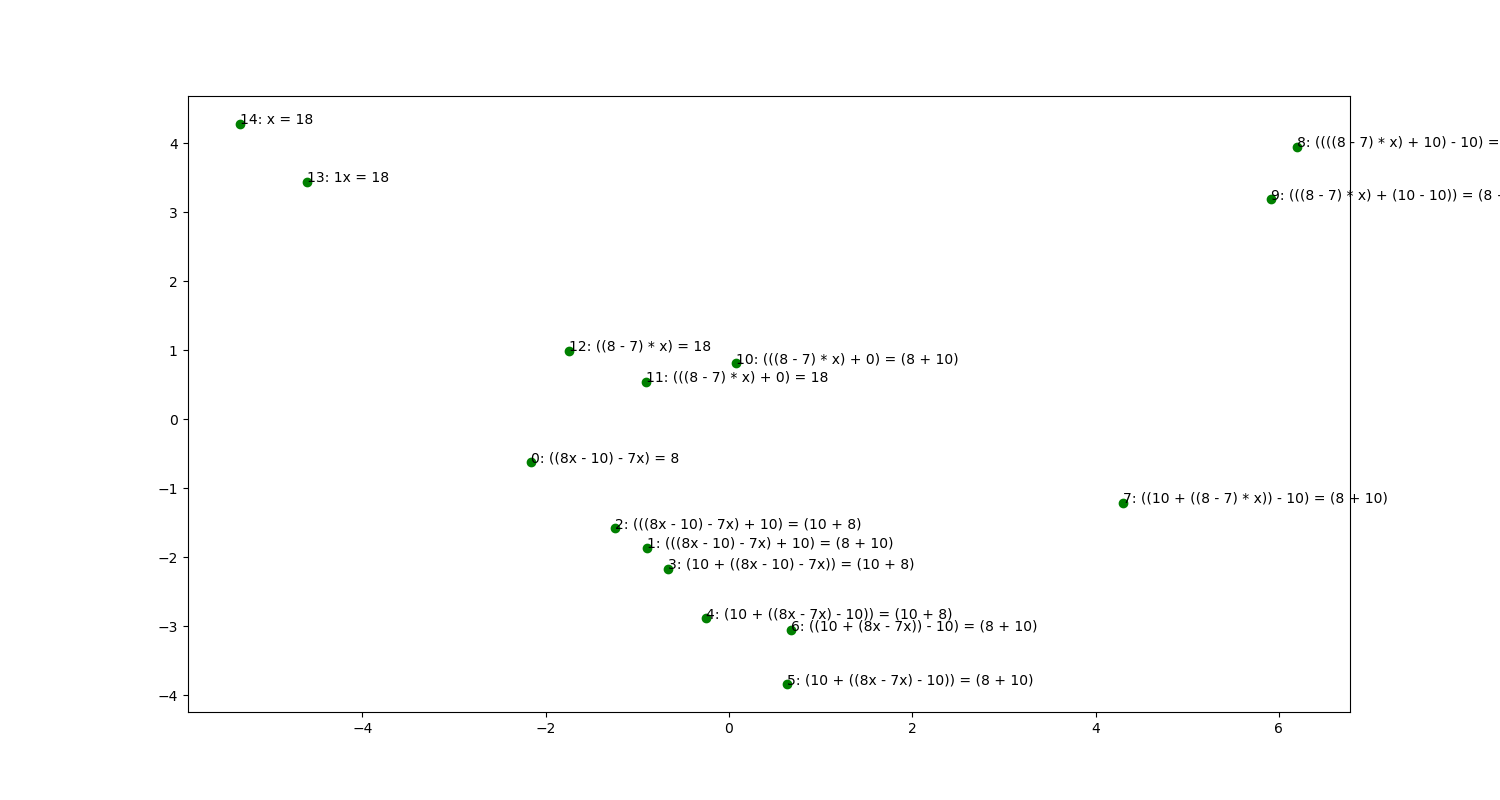 14: x = 18
4
8: ((((8 - 7) * x) + 10) - 10) =
13: 1x = 18
9: (((8 - 7) * x) + (10 - 10)) = (8 -
3
2
12: ((8 - 7) * x) = 18
1
10: (((8 - 7) * x) + 0) = (8 + 10)
11: (((8 - 7) * x) + 0) = 18
0
0: ((8x - 10) - 7x) = 8
−1
7: ((10 + ((8 - 7) * x)) - 10) = (8 + 10)
2: (((8x - 10) - 7x) + 10) = (10 + 8)
1: (((8x - 10) - 7x) + 10) = (8 + 10)
−2
3: (10 + ((8x - 10) - 7x)) = (10 + 8)
4: (10 + ((8x - 7x) - 10)) = (10 + 8)
−3
6: ((10 + (8x - 7x)) - 10) = (8 + 10)
5: (10 + ((8x - 7x) - 10)) = (8 + 10)
−4
−4 −2 0 2 4 6